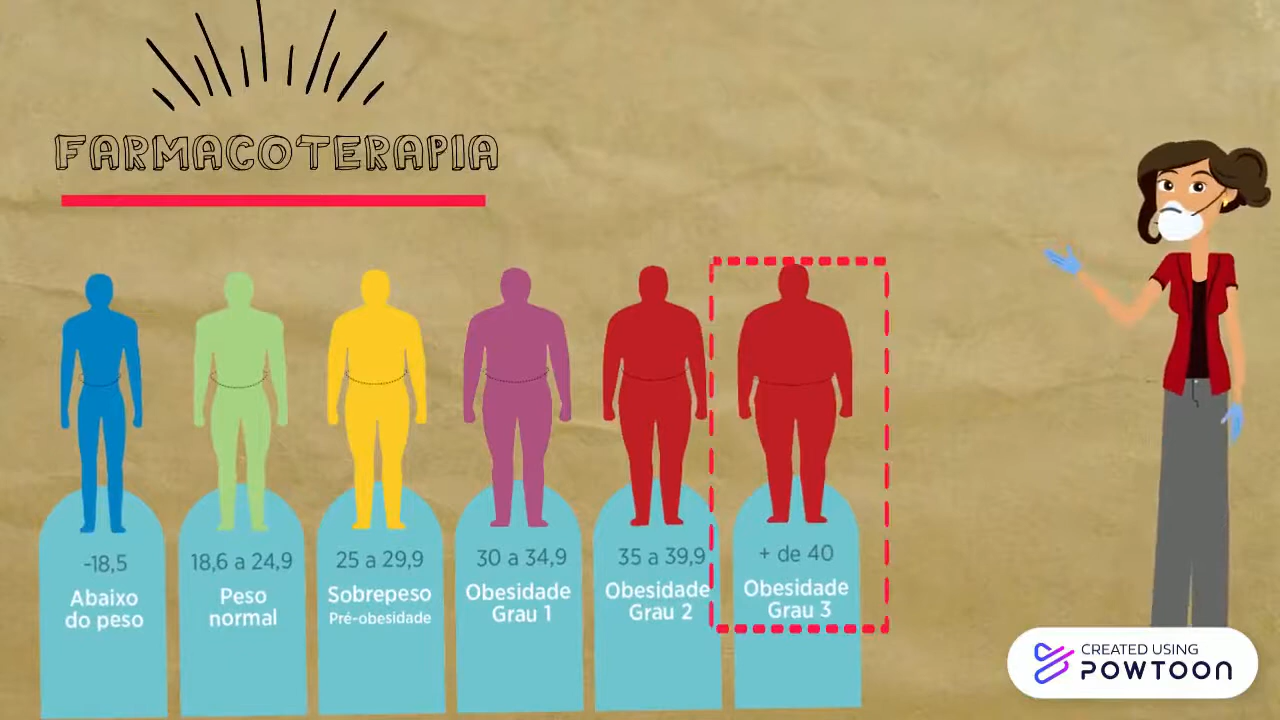 FARMACOTERAPIA
-18,5
Abaixo
do peso
18,6 a 24,9
Peso
normal
25 a 29,9
Sobrepeso
Pré-obesidade
30 a 34,9
Obesidade
Grau 1
35 a 39,9
Obesidade
Grau 2
+ de 40
Obesidade
Grau 3
CREATED USING
POWTOON